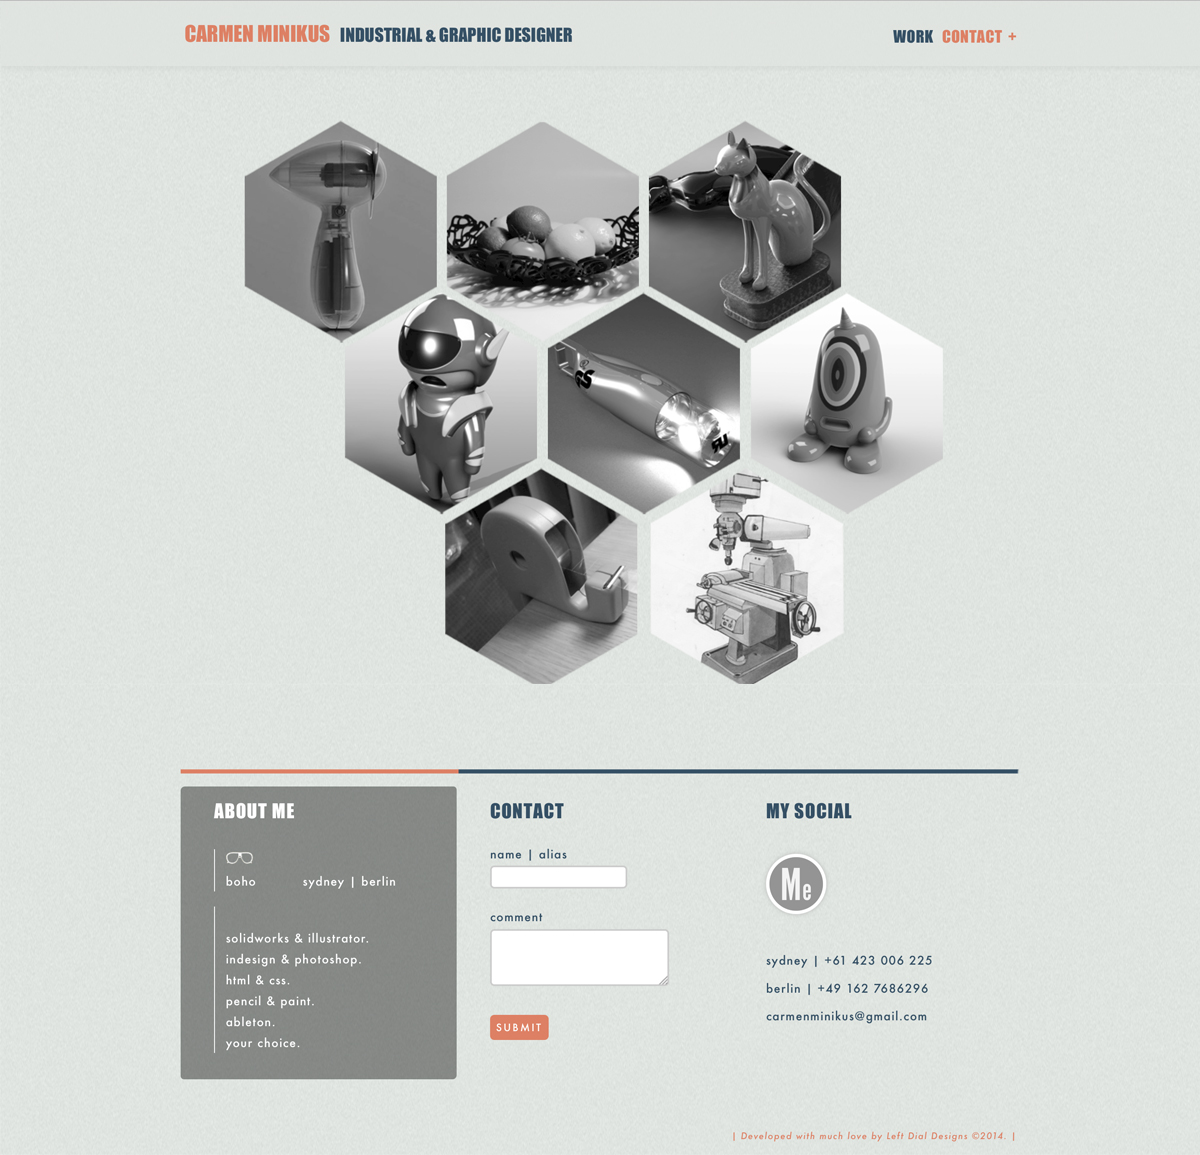 CARMEN MINIKUS INDUSTRIAL & GRAPHIC DESIGNER
WORK CONTACT +
ABOUT ME
boho sydney | berlin
solidworks & illustrator.
indesign & photoshop.
html & css.
pencil & paint.
ableton.
your choice.
CONTACT
name | alias
comment
SUBMIT
MY SOCIAL
Me
sydney | +61 423 006 225
berlin | +49 162 7686296
carmenminikus@gmail.com
| Developed with much love by Left Dial Designs ©2014. |